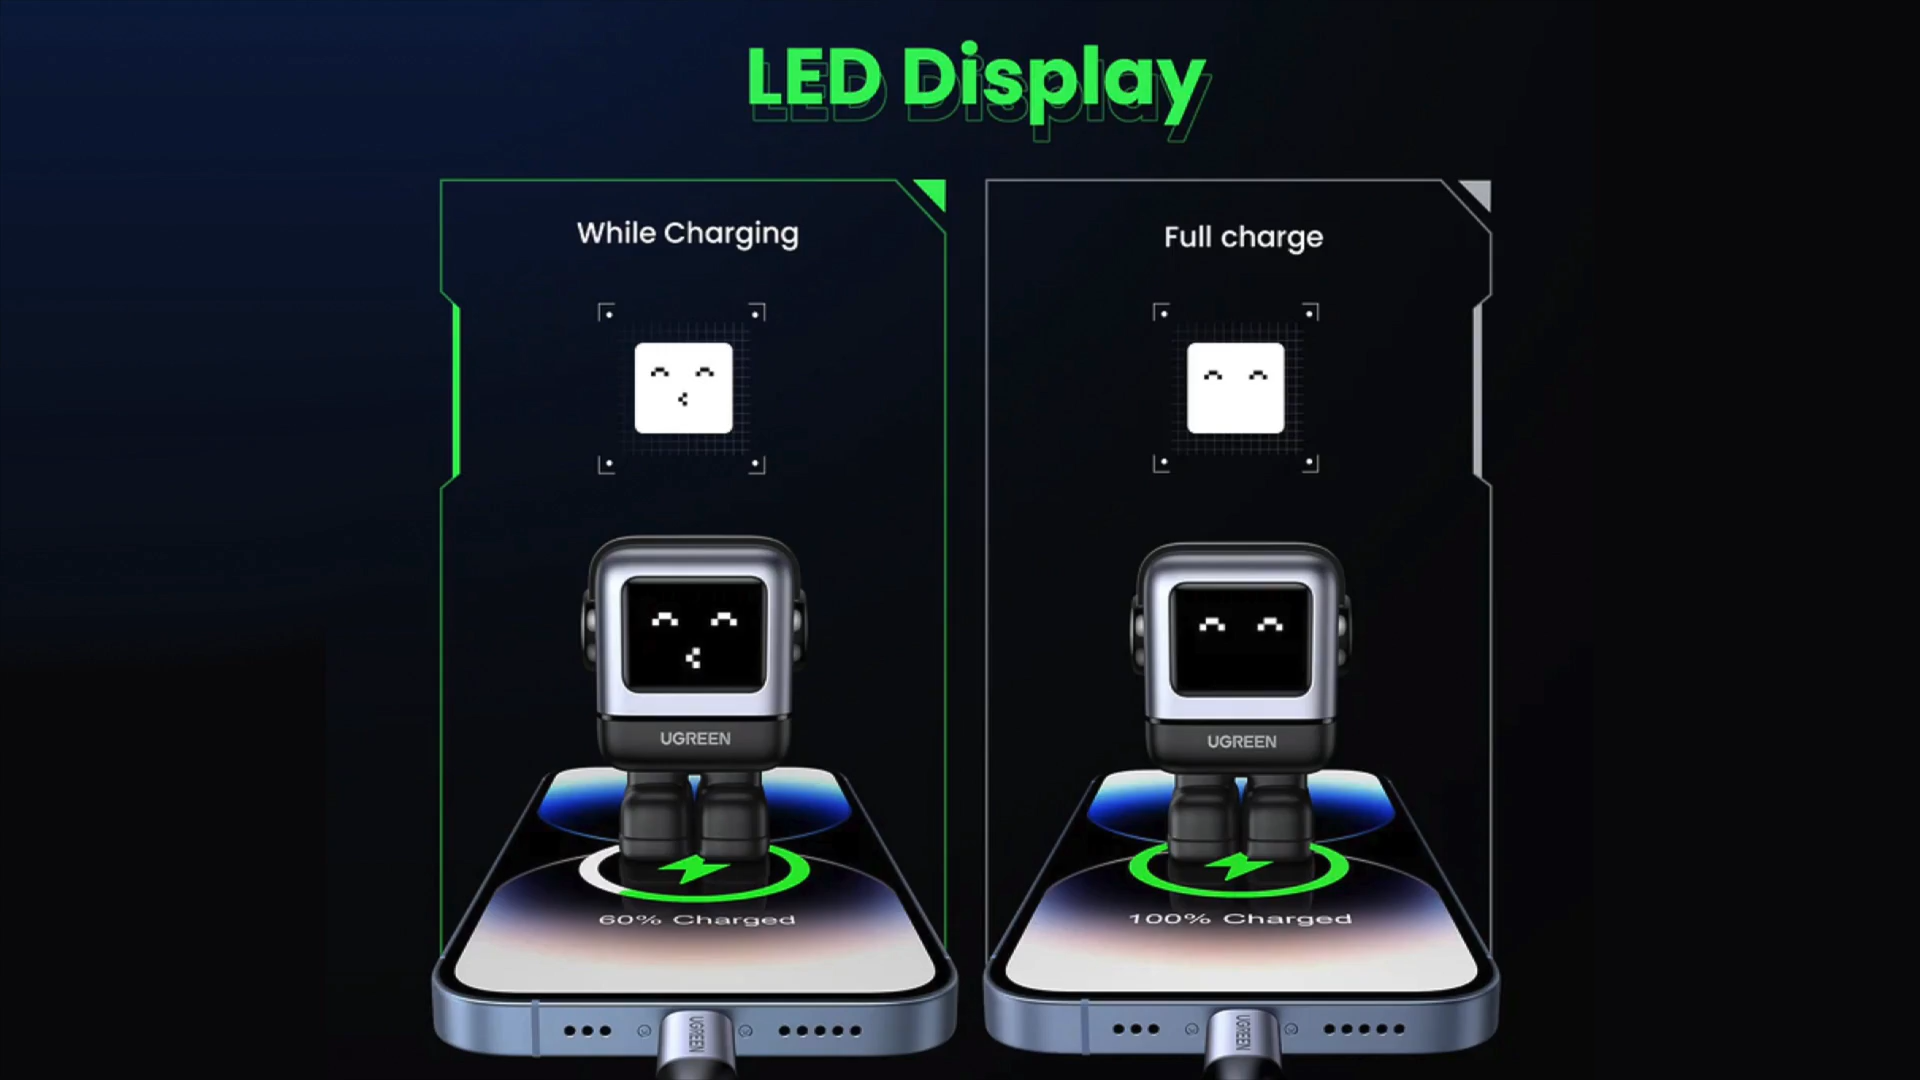 LED Display
While Charging
Full charge
UGREEN
UGREEN
60% Charged
100% Charged
UGREEN
UGREEN